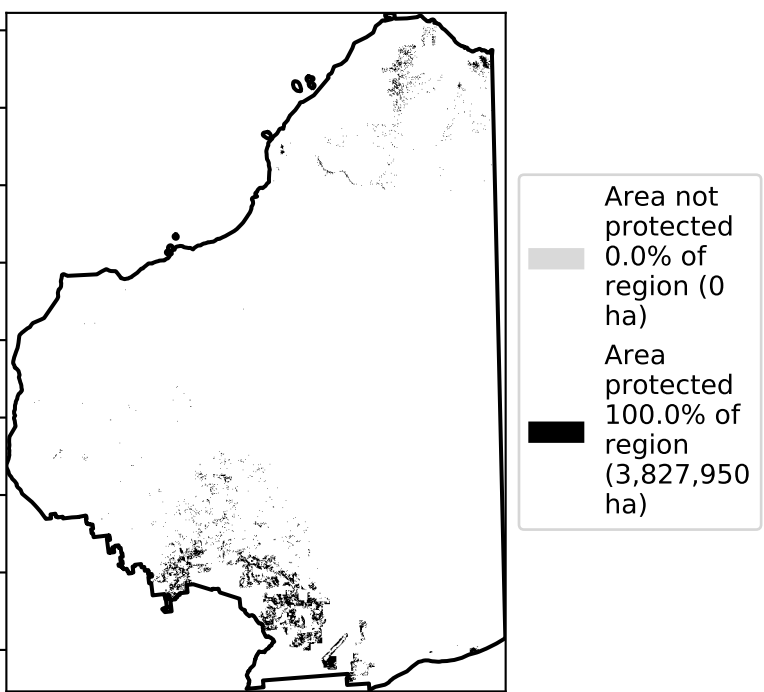 Area not
protected
0.0% of
region (0
ha)
Area
protected
100.0% of
region
(3,827,950
ha)